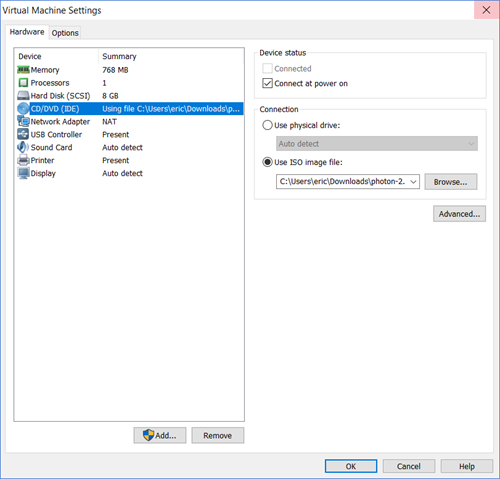 Virtual Machine Settings
Hardware Options
Device Summary
Memory 768 MB
Processors 1
Hard Disk (SCSI) 8 GB
CD/DVD (IDE) Using file C:\Users\eric\Downloads\p...
Network Adapter NAT
USB Controller Present
Sound Card Auto detect
Printer Present
Display Auto detect
Add... Remove
Device status
Connected
Connect at power on
Connection
Use physical drive:
Auto detect
Use ISO image file:
C:\Users\eric\Downloads\photon-2. Browse...
Advanced...
OK Cancel Help